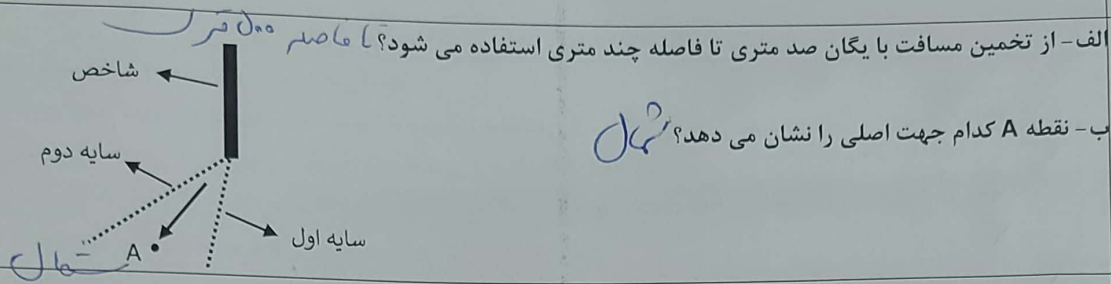 الف- از تخمین مسافت با یگان صد متری تا فاصله چند متری استفاده می شود؟ تا فاصله ۵۰۰ متری
شاخص
ب- نقطه A کدام جهت اصلی را نشان می دهد؟ شمال
سایه دوم
سایه اول
A
شمال